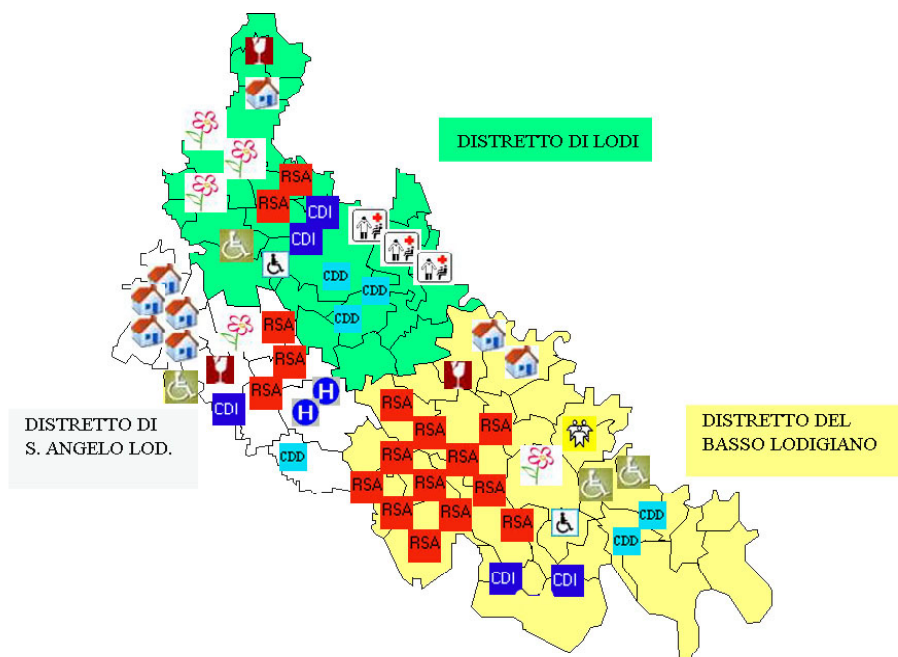 DISTRETTO DI LODI
RSA
RSA
CDI
CDI
CDD
CDD
CDD
RSA
RSA
RSA
H
H
CDI
DISTRETTO DI
S. ANGELO LOD.
CDD
DISTRETTO DEL
BASSO LODIGIANO
RSA
RSA
RSA
RSA
RSA
RSA
RSA
RSA
RSA
RSA
RSA
RSA
CDD
CDD
CDI
CDI